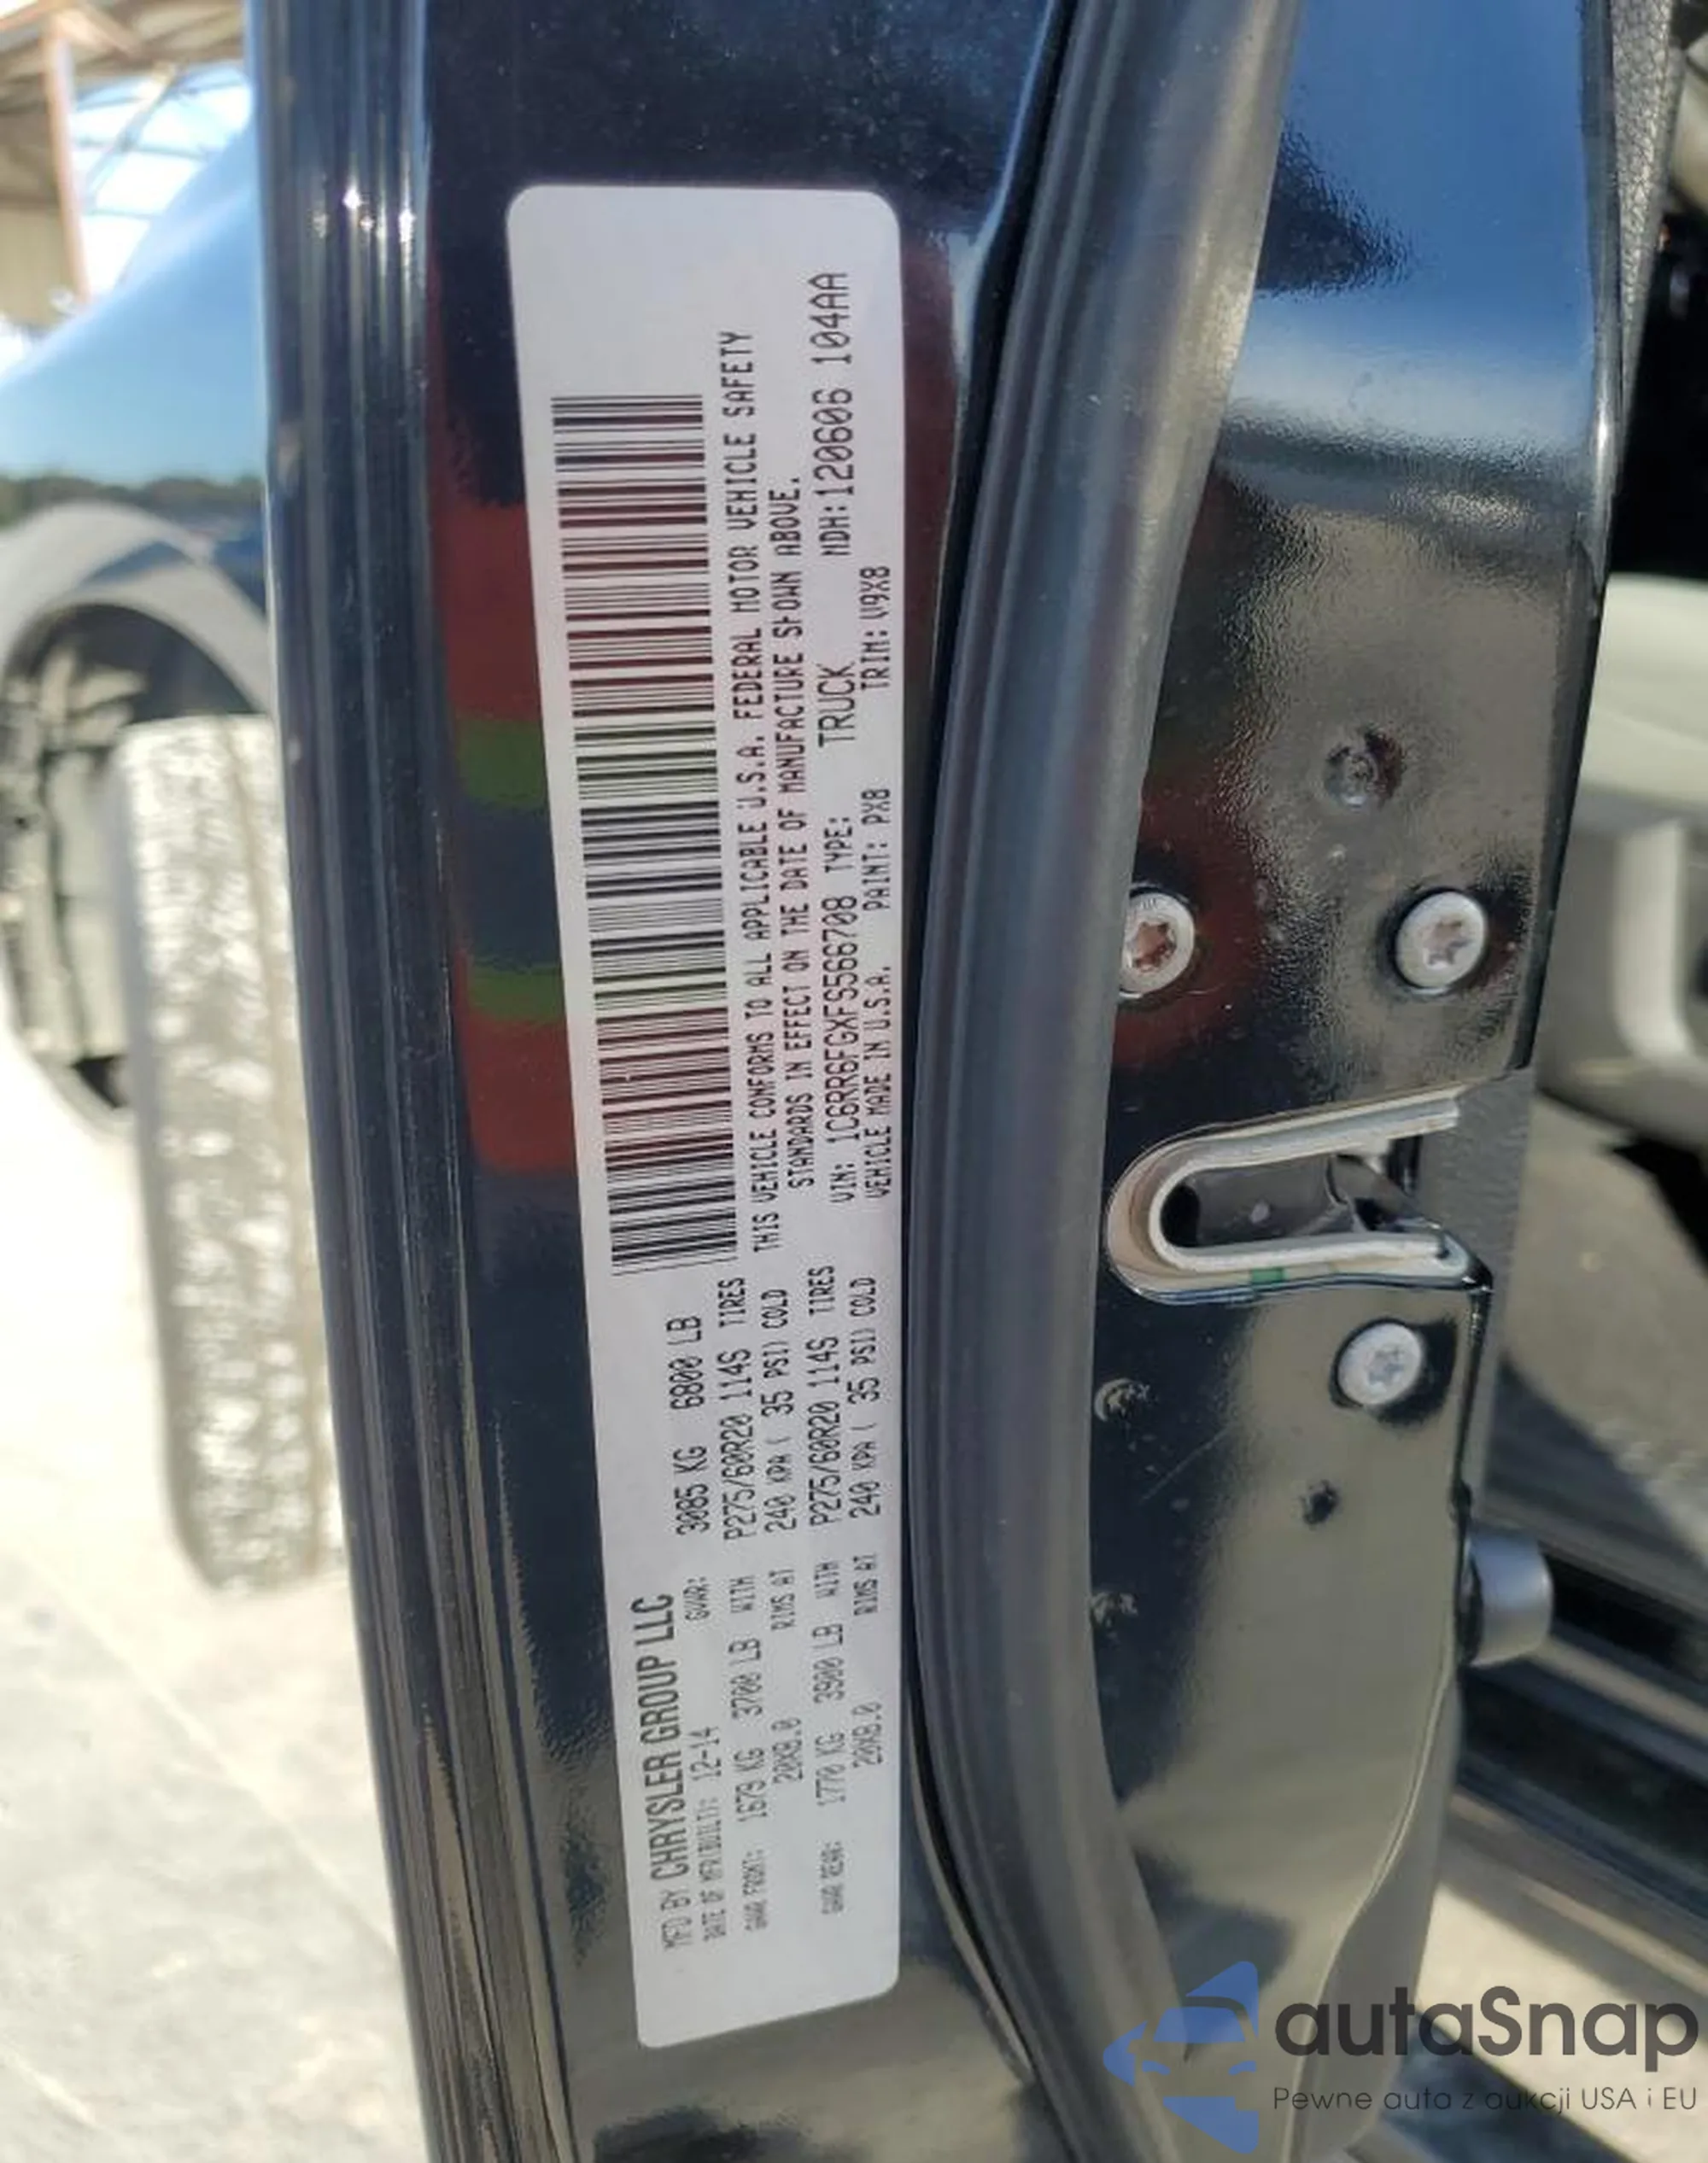 MFD BY CHRYSLER GROUP LLC
DATE OF MFR(BUILT): 12-14 GVWR: 3085 KG 6800 LB
GAWR FRONT: 1679 KG 3700 LB WITH P275/60R20 114S TIRES
20X8.0 RIMS AT 240 KPA ( 35 PSI) COLD
GAWR REAR: 1770 KG 3900 LB WITH P275/60R20 114S TIRES
20X8.0 RIMS AT 240 KPA ( 35 PSI) COLD
THIS VEHICLE CONFORMS TO ALL APPLICABLE U.S.A. FEDERAL MOTOR VEHICLE SAFETY
STANDARDS IN EFFECT ON THE DATE OF MANUFACTURE SHOWN ABOVE.
VIN: 1C6RR6FGXFS566708 TYPE: TRUCK MDH:120606 104AA
VEHICLE MADE IN U.S.A. PAINT: PX8 TRIM:V9X8
autaSnap
Pewne auta z aukcji USA i EU